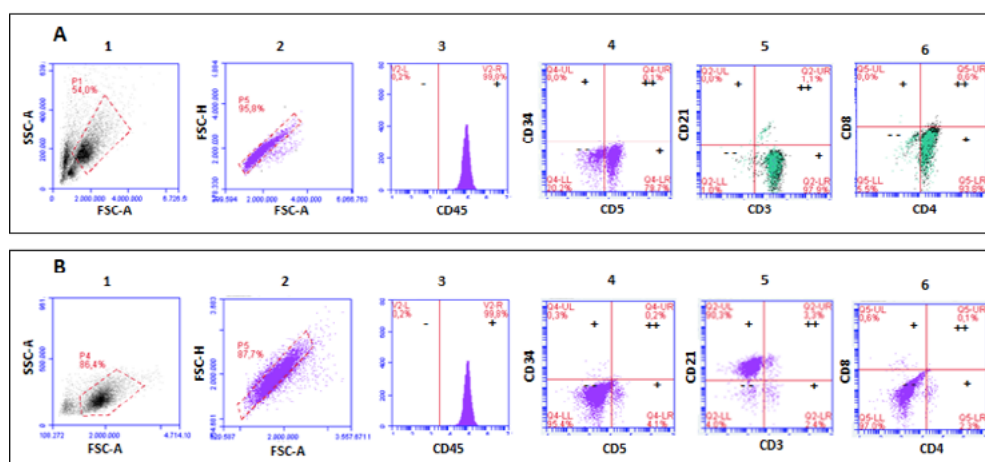 A
1
2
3
4
5
6
SSC-A
P1
54,0%
FSC-A
FSC-H
P5
95,8%
FSC-A
V2-L
0,2%
V2-R
99,8%
-
+
CD45
CD34
Q4-UL
0,0%
Q4-UR
0,1%
+
++
--
+
Q4-LL
20,2%
Q4-LR
79,7%
CD5
CD21
Q2-UL
0,0%
Q2-UR
1,1%
+
++
--
+
Q2-LL
1,0%
Q2-LR
97,9%
CD3
CD8
Q5-UL
0,0%
Q5-UR
0,6%
+
++
--
+
Q5-LL
5,5%
Q5-LR
93,8%
CD4
B
1
2
3
4
5
6
SSC-A
P4
86,4%
FSC-A
FSC-H
P5
87,7%
FSC-A
V2-L
0,2%
V2-R
99,8%
-
+
CD45
CD34
Q4-UL
0,3%
Q4-UR
0,2%
+
++
--
+
Q4-LL
95,4%
Q4-LR
4,1%
CD5
CD21
Q2-UL
90,3%
Q2-UR
3,3%
+
++
--
+
Q2-LL
4,0%
Q2-LR
2,4%
CD3
CD8
Q5-UL
0,6%
Q5-UR
0,1%
+
++
--
+
Q5-LL
97,0%
Q5-LR
2,3%
CD4